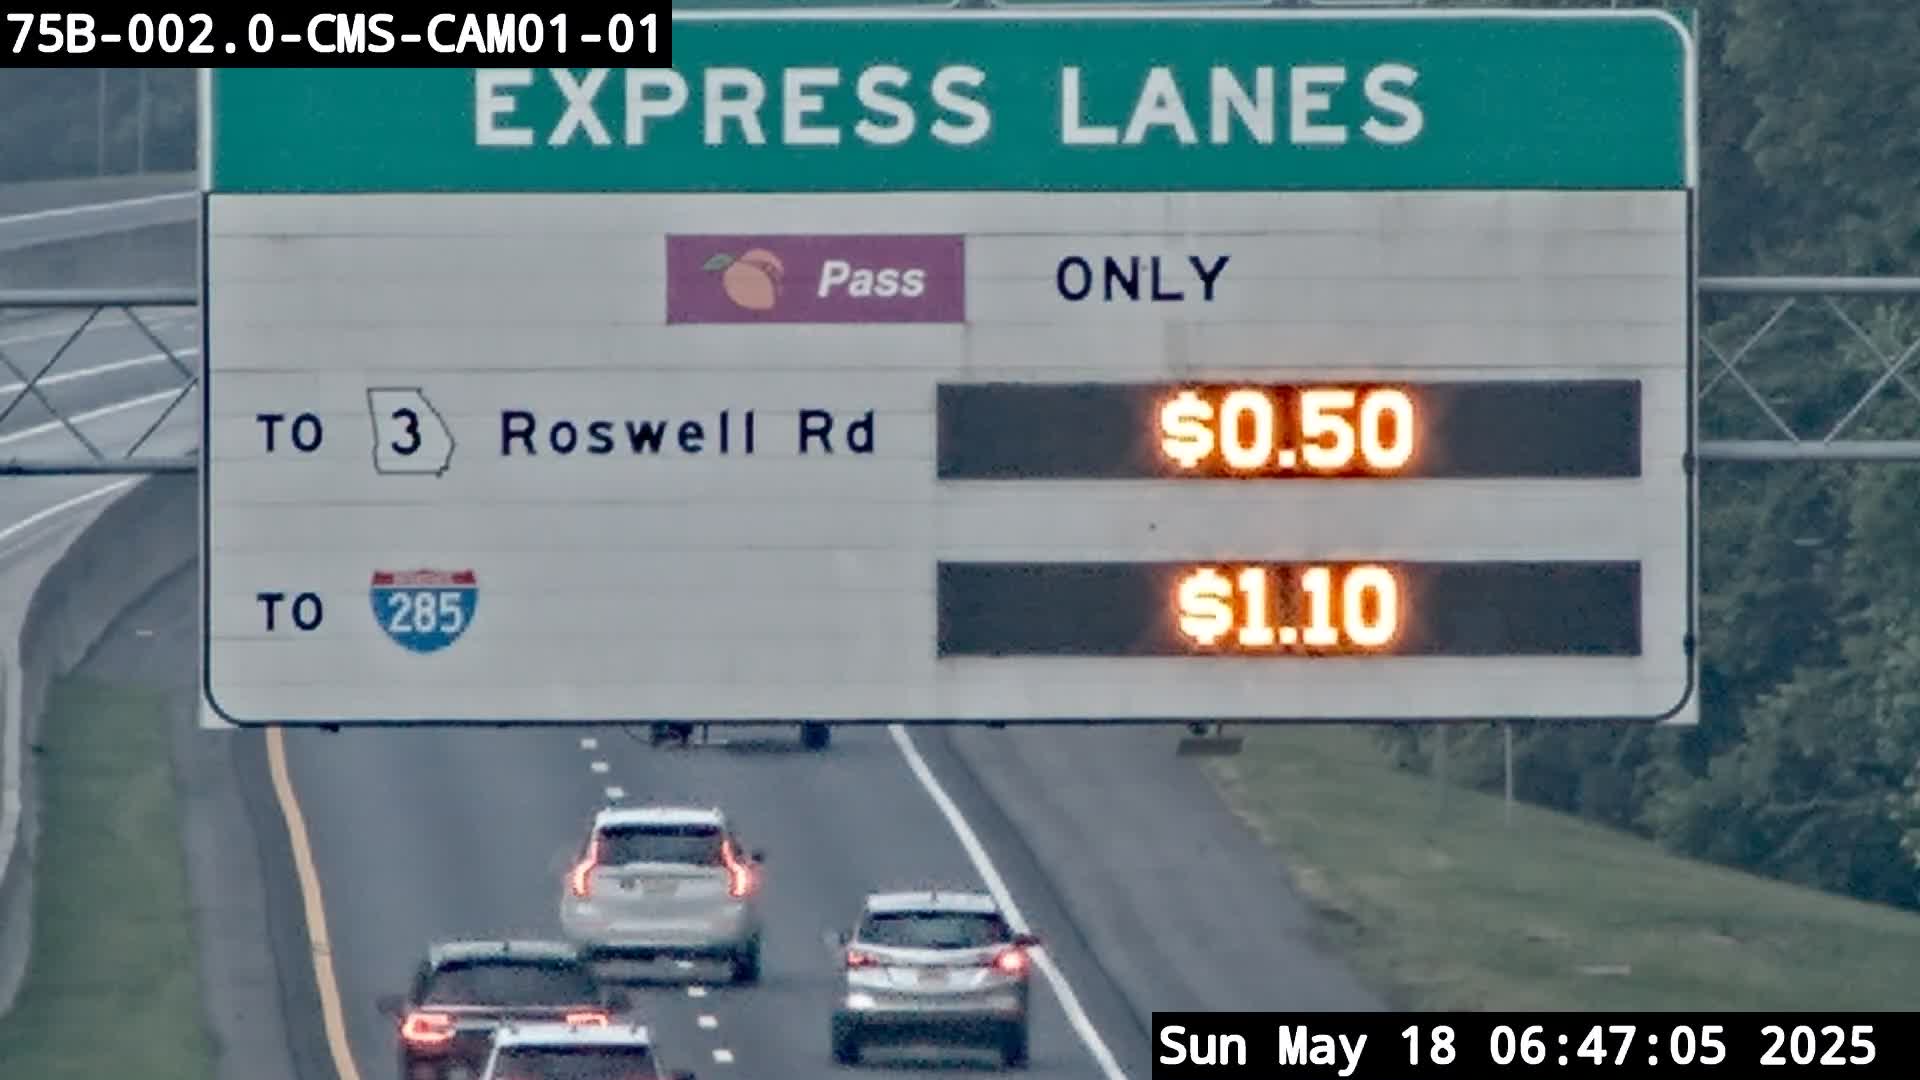 75B-002.0-CMS-CAM01-01
EXPRESS LANES
Pass ONLY
TO 3 Roswell Rd $0.50
TO 285 $1.10
Sun May 18 06:47:05 2025